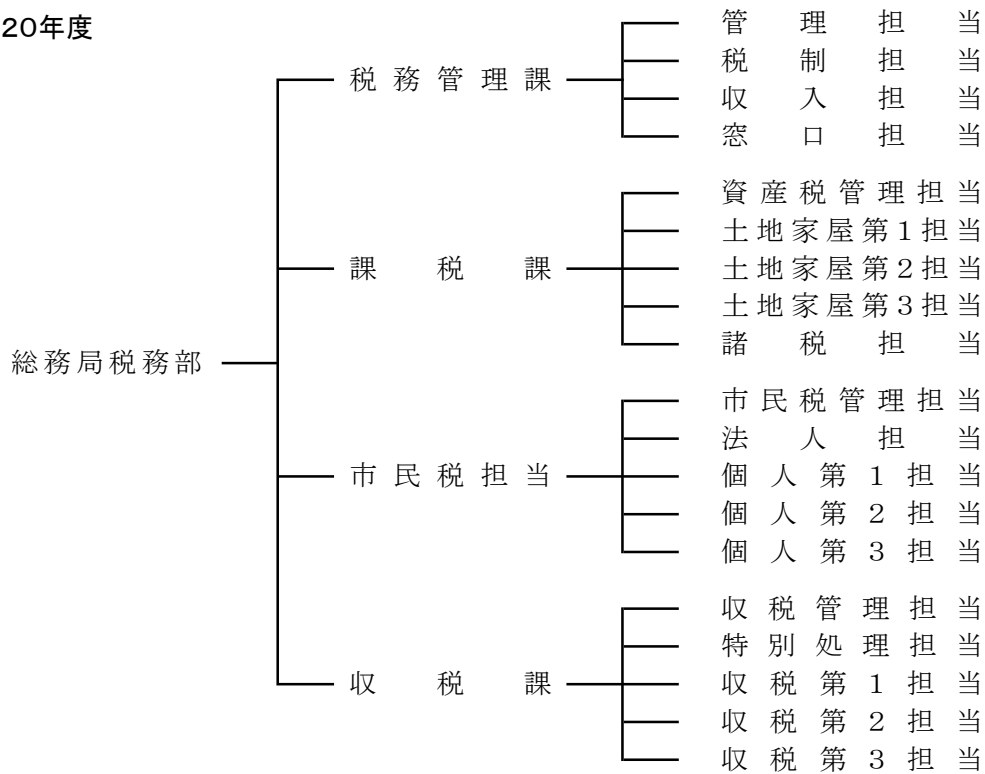 20年度
総務局税務部
税務管理課
管理担当
税制担当
収入担当
窓口担当
課税課
資産税管理担当
土地家屋第１担当
土地家屋第２担当
土地家屋第３担当
諸税担当
市民税担当
市民税管理担当
法人担当
個人第１担当
個人第２担当
個人第３担当
収税課
収税管理担当
特別処理担当
収税第１担当
収税第２担当
収税第３担当